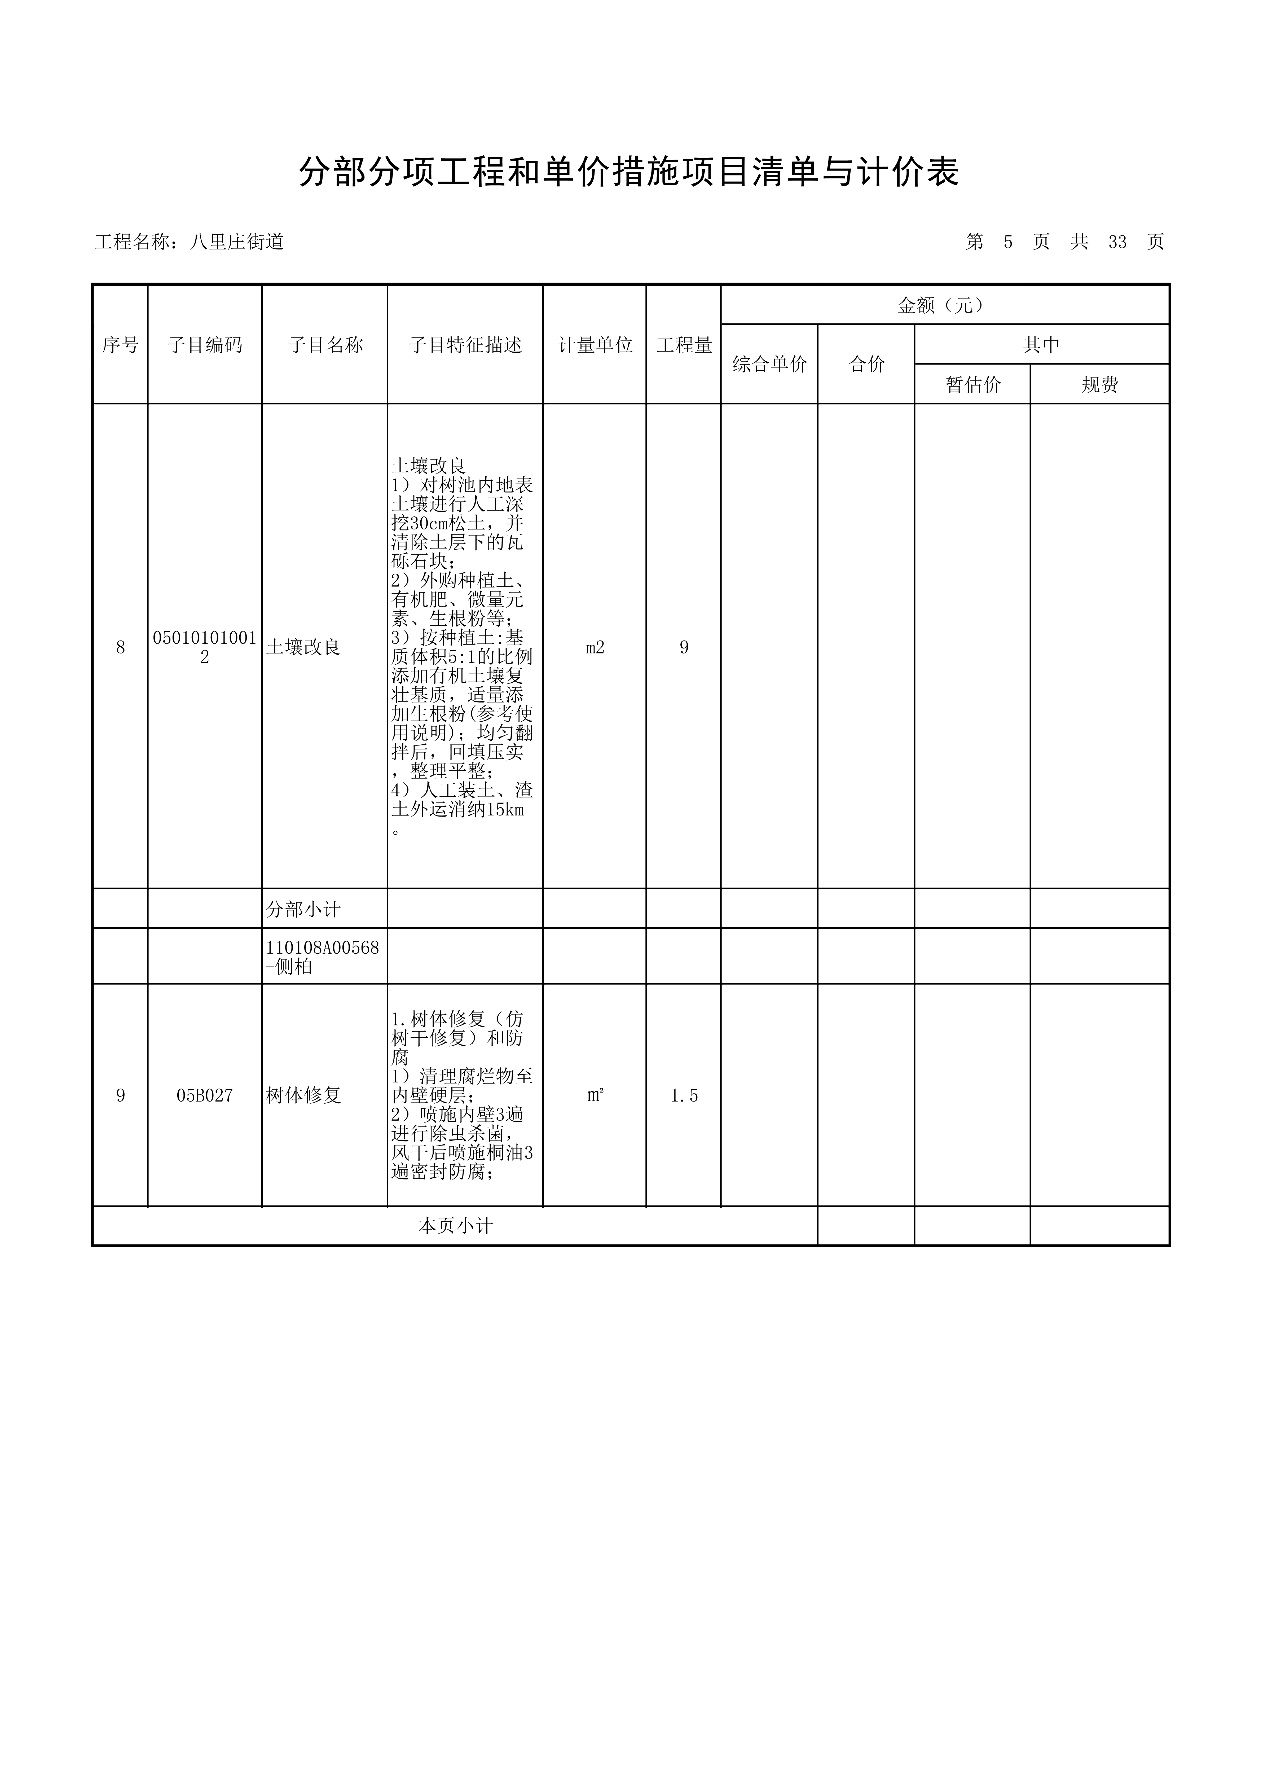 分部分项工程和单价措施项目清单与计价表
工程名称：八里庄街道
第 5 页 共 33 页
序号
子目编码
子目名称
子目特征描述
计量单位
工程量
金额（元）
综合单价
合价
其中
暂估价
规费
8
05010101001
2
土壤改良
土壤改良
1）对树池内地表
土壤进行人工深
挖30cm松土，并
清除土层下的瓦
砾石块；
2）外购种植土、
有机肥、微量元
素、生根粉等；
3）按种植土:基
质体积5:1的比例
添加有机土壤复
壮基质，适量添
加生根粉(参考使
用说明)；均匀翻
拌后，回填压实
，整理平整；
4）人工装土、渣
土外运消纳15km
。
m2
9
分部小计
110108A00568
-侧柏
9
05B027
树体修复
1.树体修复（仿
树干修复）和防
腐
1）清理腐烂物至
内壁硬层；
2）喷施内壁3遍
进行除虫杀菌，
风干后喷施桐油3
遍密封防腐；
m²
1.5
本页小计